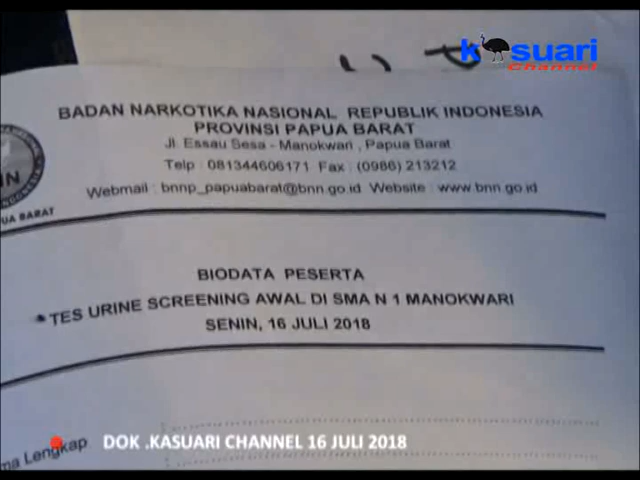 kasuari
Channel
BADAN NARKOTIKA NASIONAL REPUBLIK INDONESIA
PROVINSI PAPUA BARAT
Jl. Essau Sesa - Manokwari , Papua Barat
Telp : 081344606171 Fax : (0986) 213212
Webmail : bnnp_papuabarat@bnn.go.id Website : www.bnn.go.id
UA BARAT
BIODATA PESERTA
TES URINE SCREENING AWAL DI SMA N 1 MANOKWARI
SENIN, 16 JULI 2018
ma Lengkap
DOK .KASUARI CHANNEL 16 JULI 2018